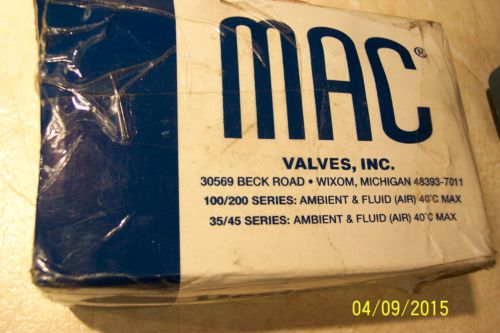 MAC®
VALVES, INC.
30569 BECK ROAD • WIXOM, MICHIGAN 48393-7011
100/200 SERIES: AMBIENT & FLUID (AIR) 40°C MAX
35/45 SERIES: AMBIENT & FLUID (AIR) 40°C MAX
04/09/2015